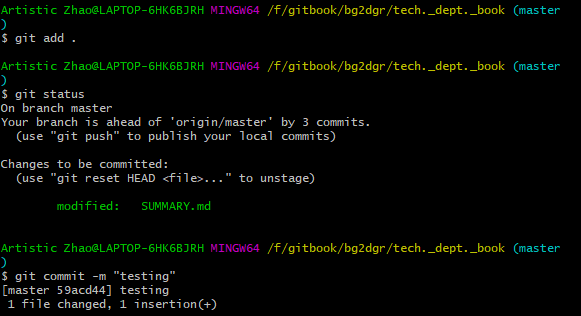 Artistic Zhao@LAPTOP-6HK6BJRH MINGW64 /f/gitbook/bg2dgr/tech._dept._book (master
)
$ git add .
Artistic Zhao@LAPTOP-6HK6BJRH MINGW64 /f/gitbook/bg2dgr/tech._dept._book (master
)
$ git status
On branch master
Your branch is ahead of 'origin/master' by 3 commits.
  (use "git push" to publish your local commits)
Changes to be committed:
  (use "git reset HEAD <file>..." to unstage)
        modified:   SUMMARY.md
Artistic Zhao@LAPTOP-6HK6BJRH MINGW64 /f/gitbook/bg2dgr/tech._dept._book (master
)
$ git commit -m "testing"
[master 59acd44] testing
 1 file changed, 1 insertion(+)